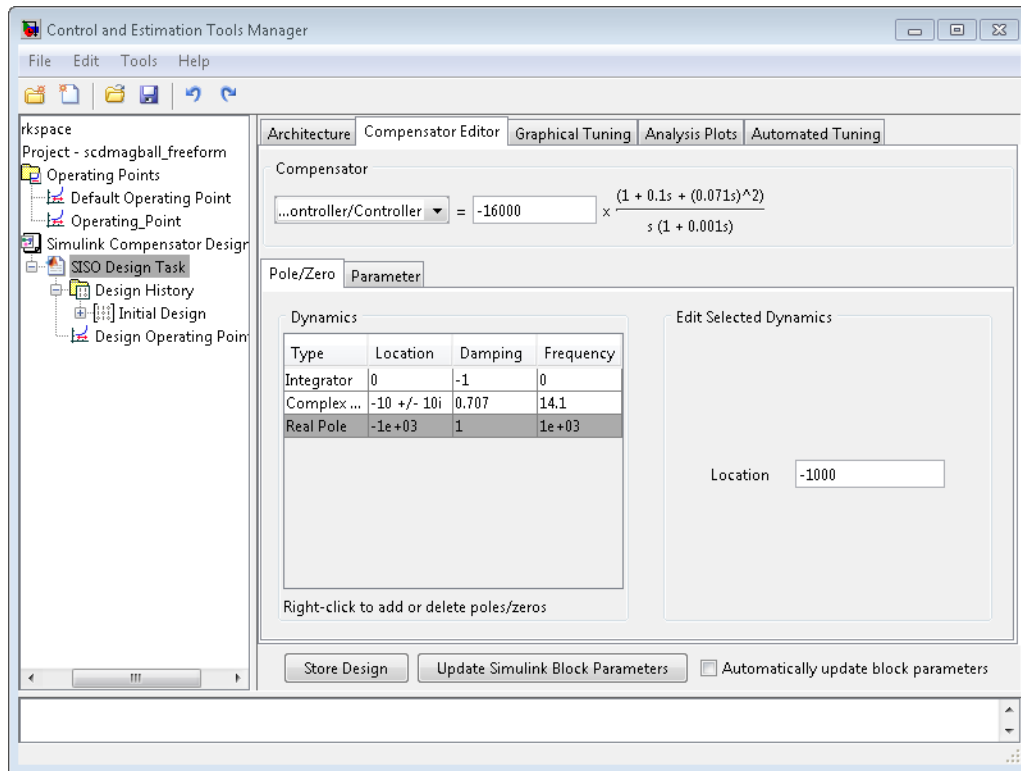 Control and Estimation Tools Manager
File Edit Tools Help
rkspace
Project - scdmagball_freeform
Operating Points
Default Operating Point
Operating_Point
Simulink Compensator Desigr
SISO Design Task
Design History
Initial Design
Design Operating Poin
Architecture Compensator Editor Graphical Tuning Analysis Plots Automated Tuning
Compensator
...ontroller/Controller = -16000 x (1 + 0.1s + (0.071s)^2)
s (1 + 0.001s)
Pole/Zero Parameter
Dynamics
Type Location Damping Frequency
Integrator 0 -1 0
Complex ... -10 +/- 10i 0.707 14.1
Real Pole -1e+03 1 1e+03
Right-click to add or delete poles/zeros
Edit Selected Dynamics
Location -1000
Store Design Update Simulink Block Parameters Automatically update block parameters